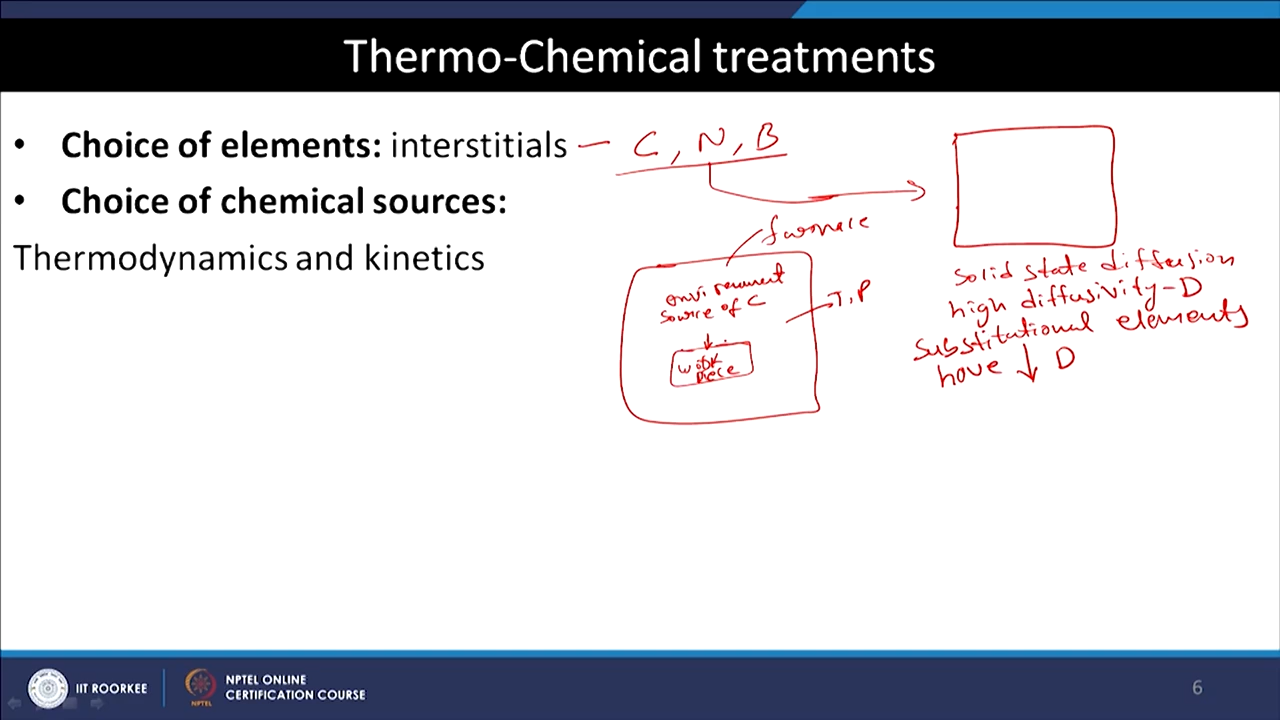 Thermo-Chemical treatments
• Choice of elements: interstitials – C, N, B
• Choice of chemical sources:
Thermodynamics and kinetics
furnace
environment
source of C
work
piece
T, P
solid state diffusion
high diffusivity - D
substitutional elements
have ↓ D
IIT ROORKEE
NPTEL
NPTEL ONLINE
CERTIFICATION COURSE
6